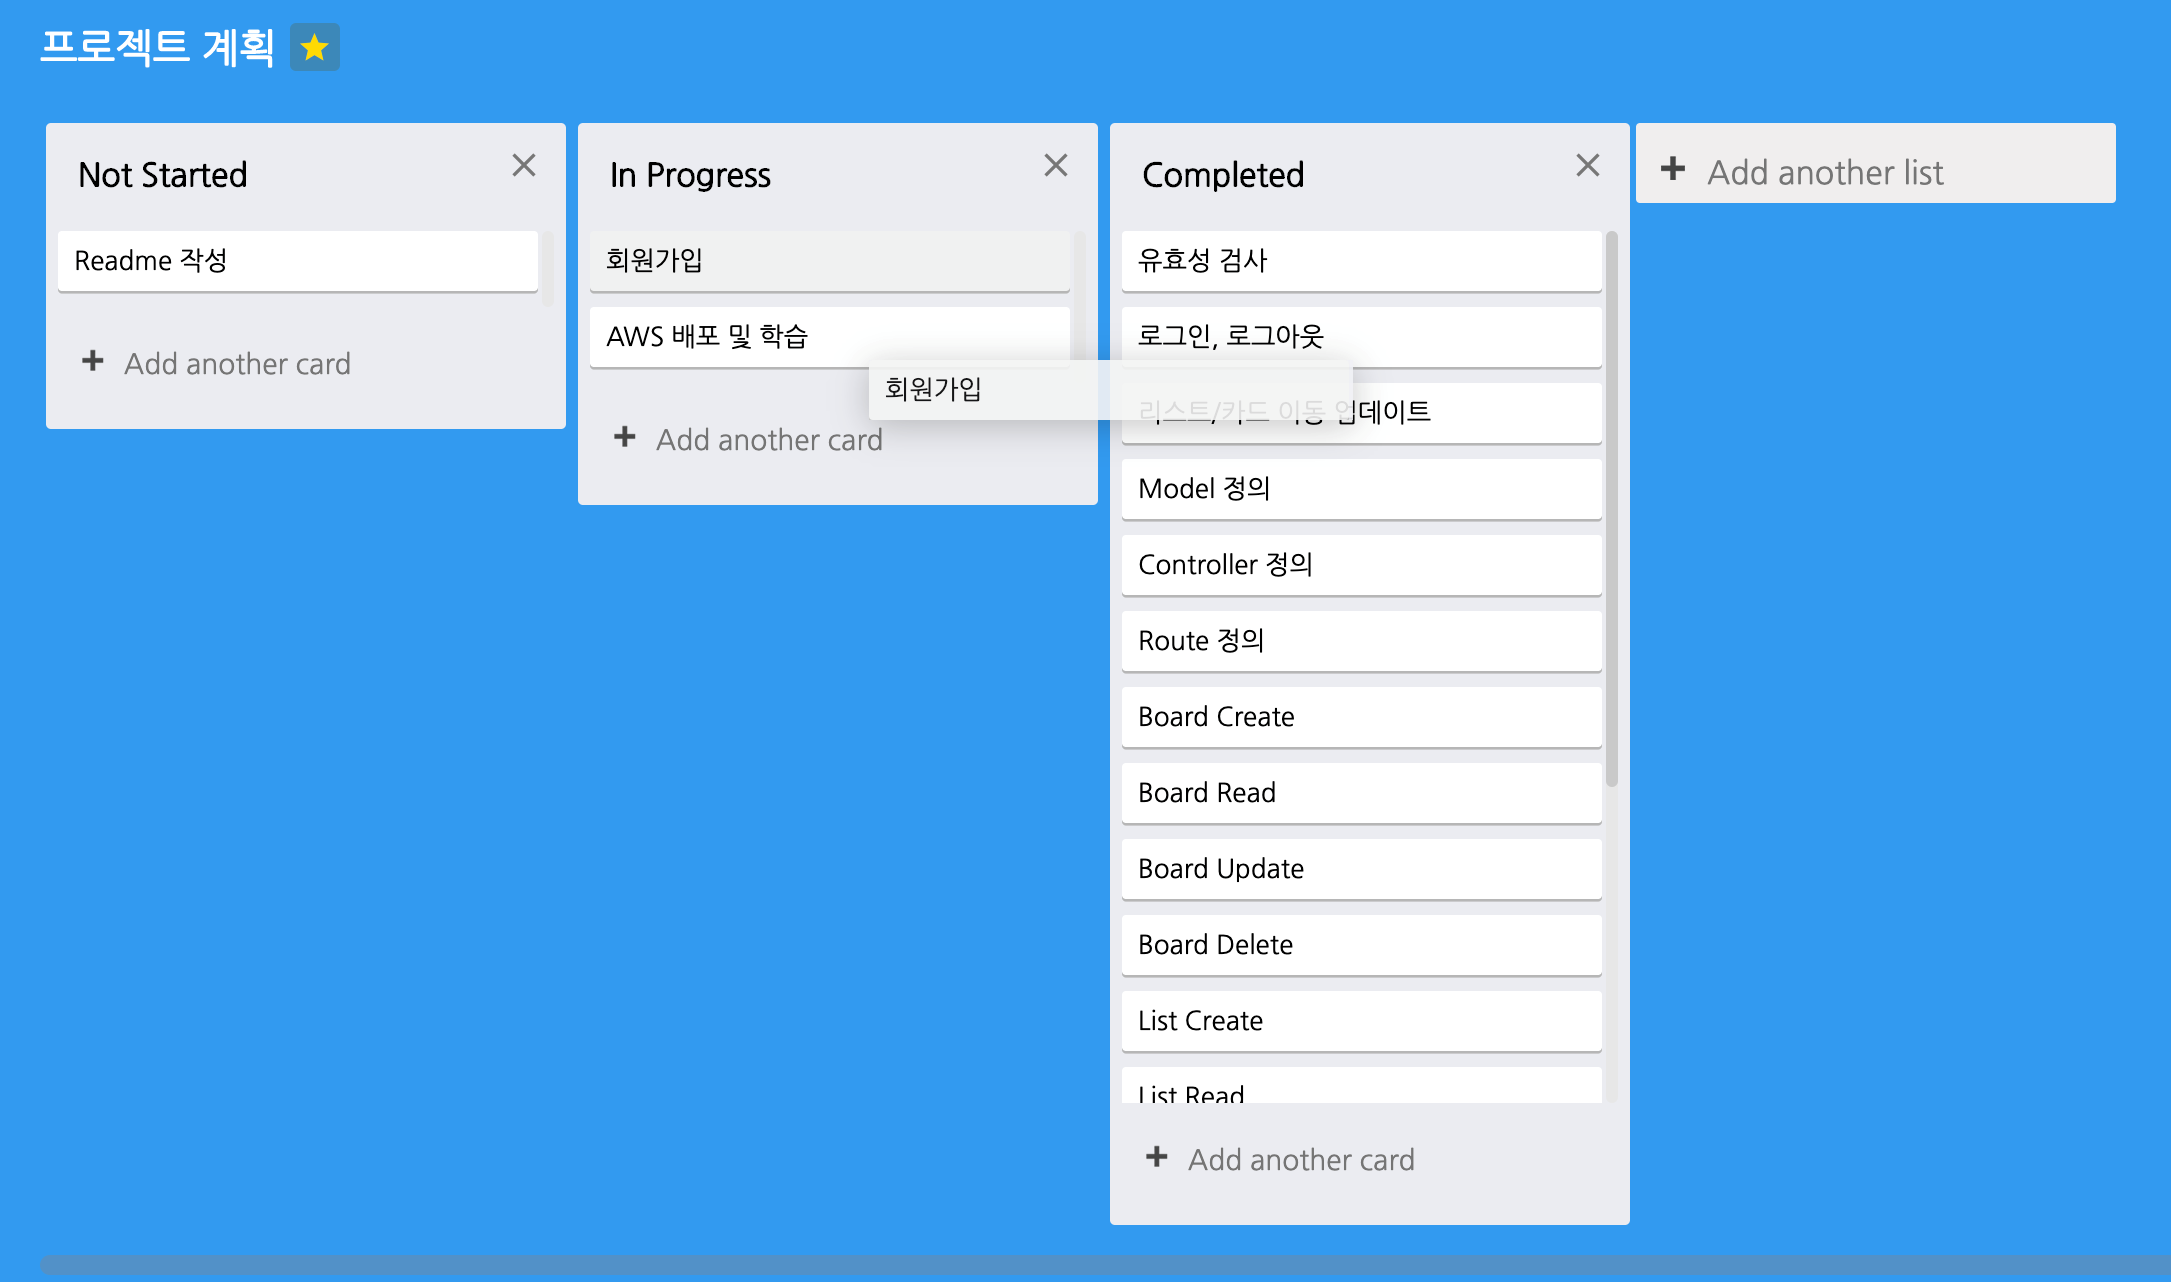 프로젝트 계획
Not Started
Readme 작성
Add another card
In Progress
회원가입
AWS 배포 및 학습
회원가입
Add another card
Completed
유효성 검사
로그인, 로그아웃
리스트/카드 이동 업데이트
Model 정의
Controller 정의
Route 정의
Board Create
Board Read
Board Update
Board Delete
List Create
List Read
Add another card
Add another list